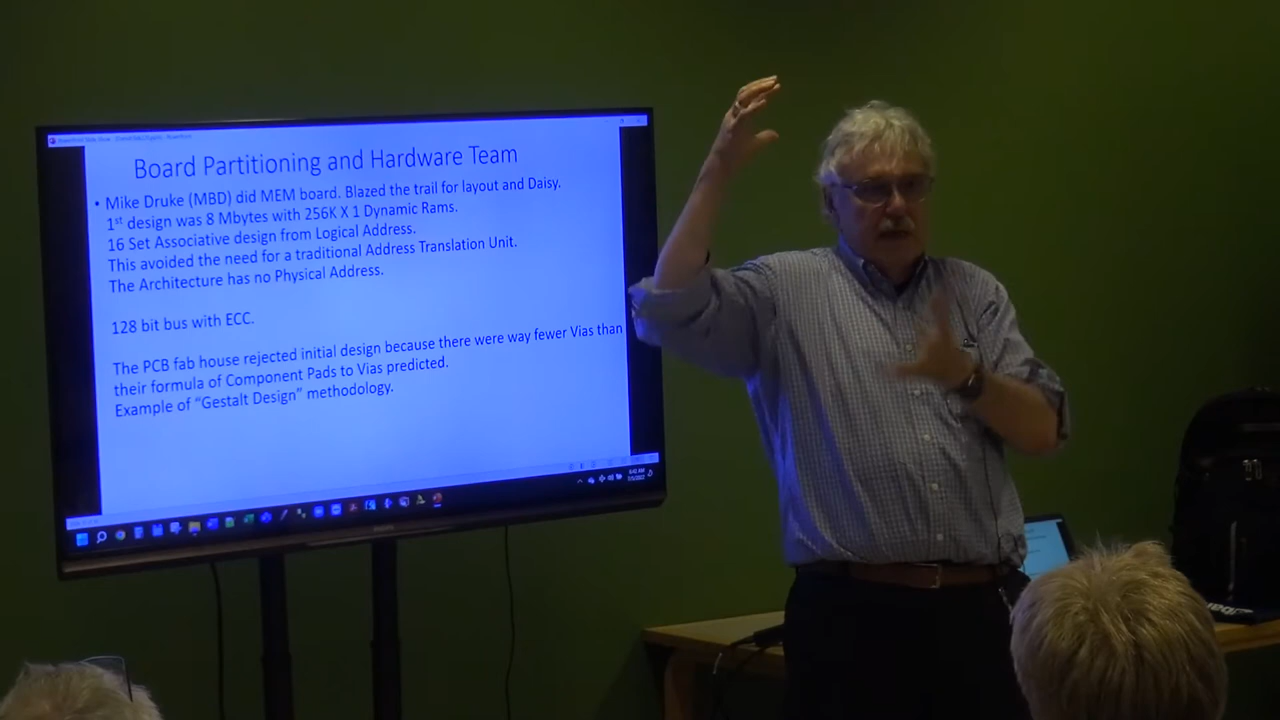 Board Partitioning and Hardware Team
• Mike Druke (MBD) did MEM board. Blazed the trail for layout and Daisy.
1st design was 8 Mbytes with 256K X 1 Dynamic Rams.
16 Set Associative design from Logical Address.
This avoided the need for a traditional Address Translation Unit.
The Architecture has no Physical Address.
128 bit bus with ECC.
The PCB fab house rejected initial design because there were way fewer Vias than
their formula of Component Pads to Vias predicted.
Example of “Gestalt Design” methodology.